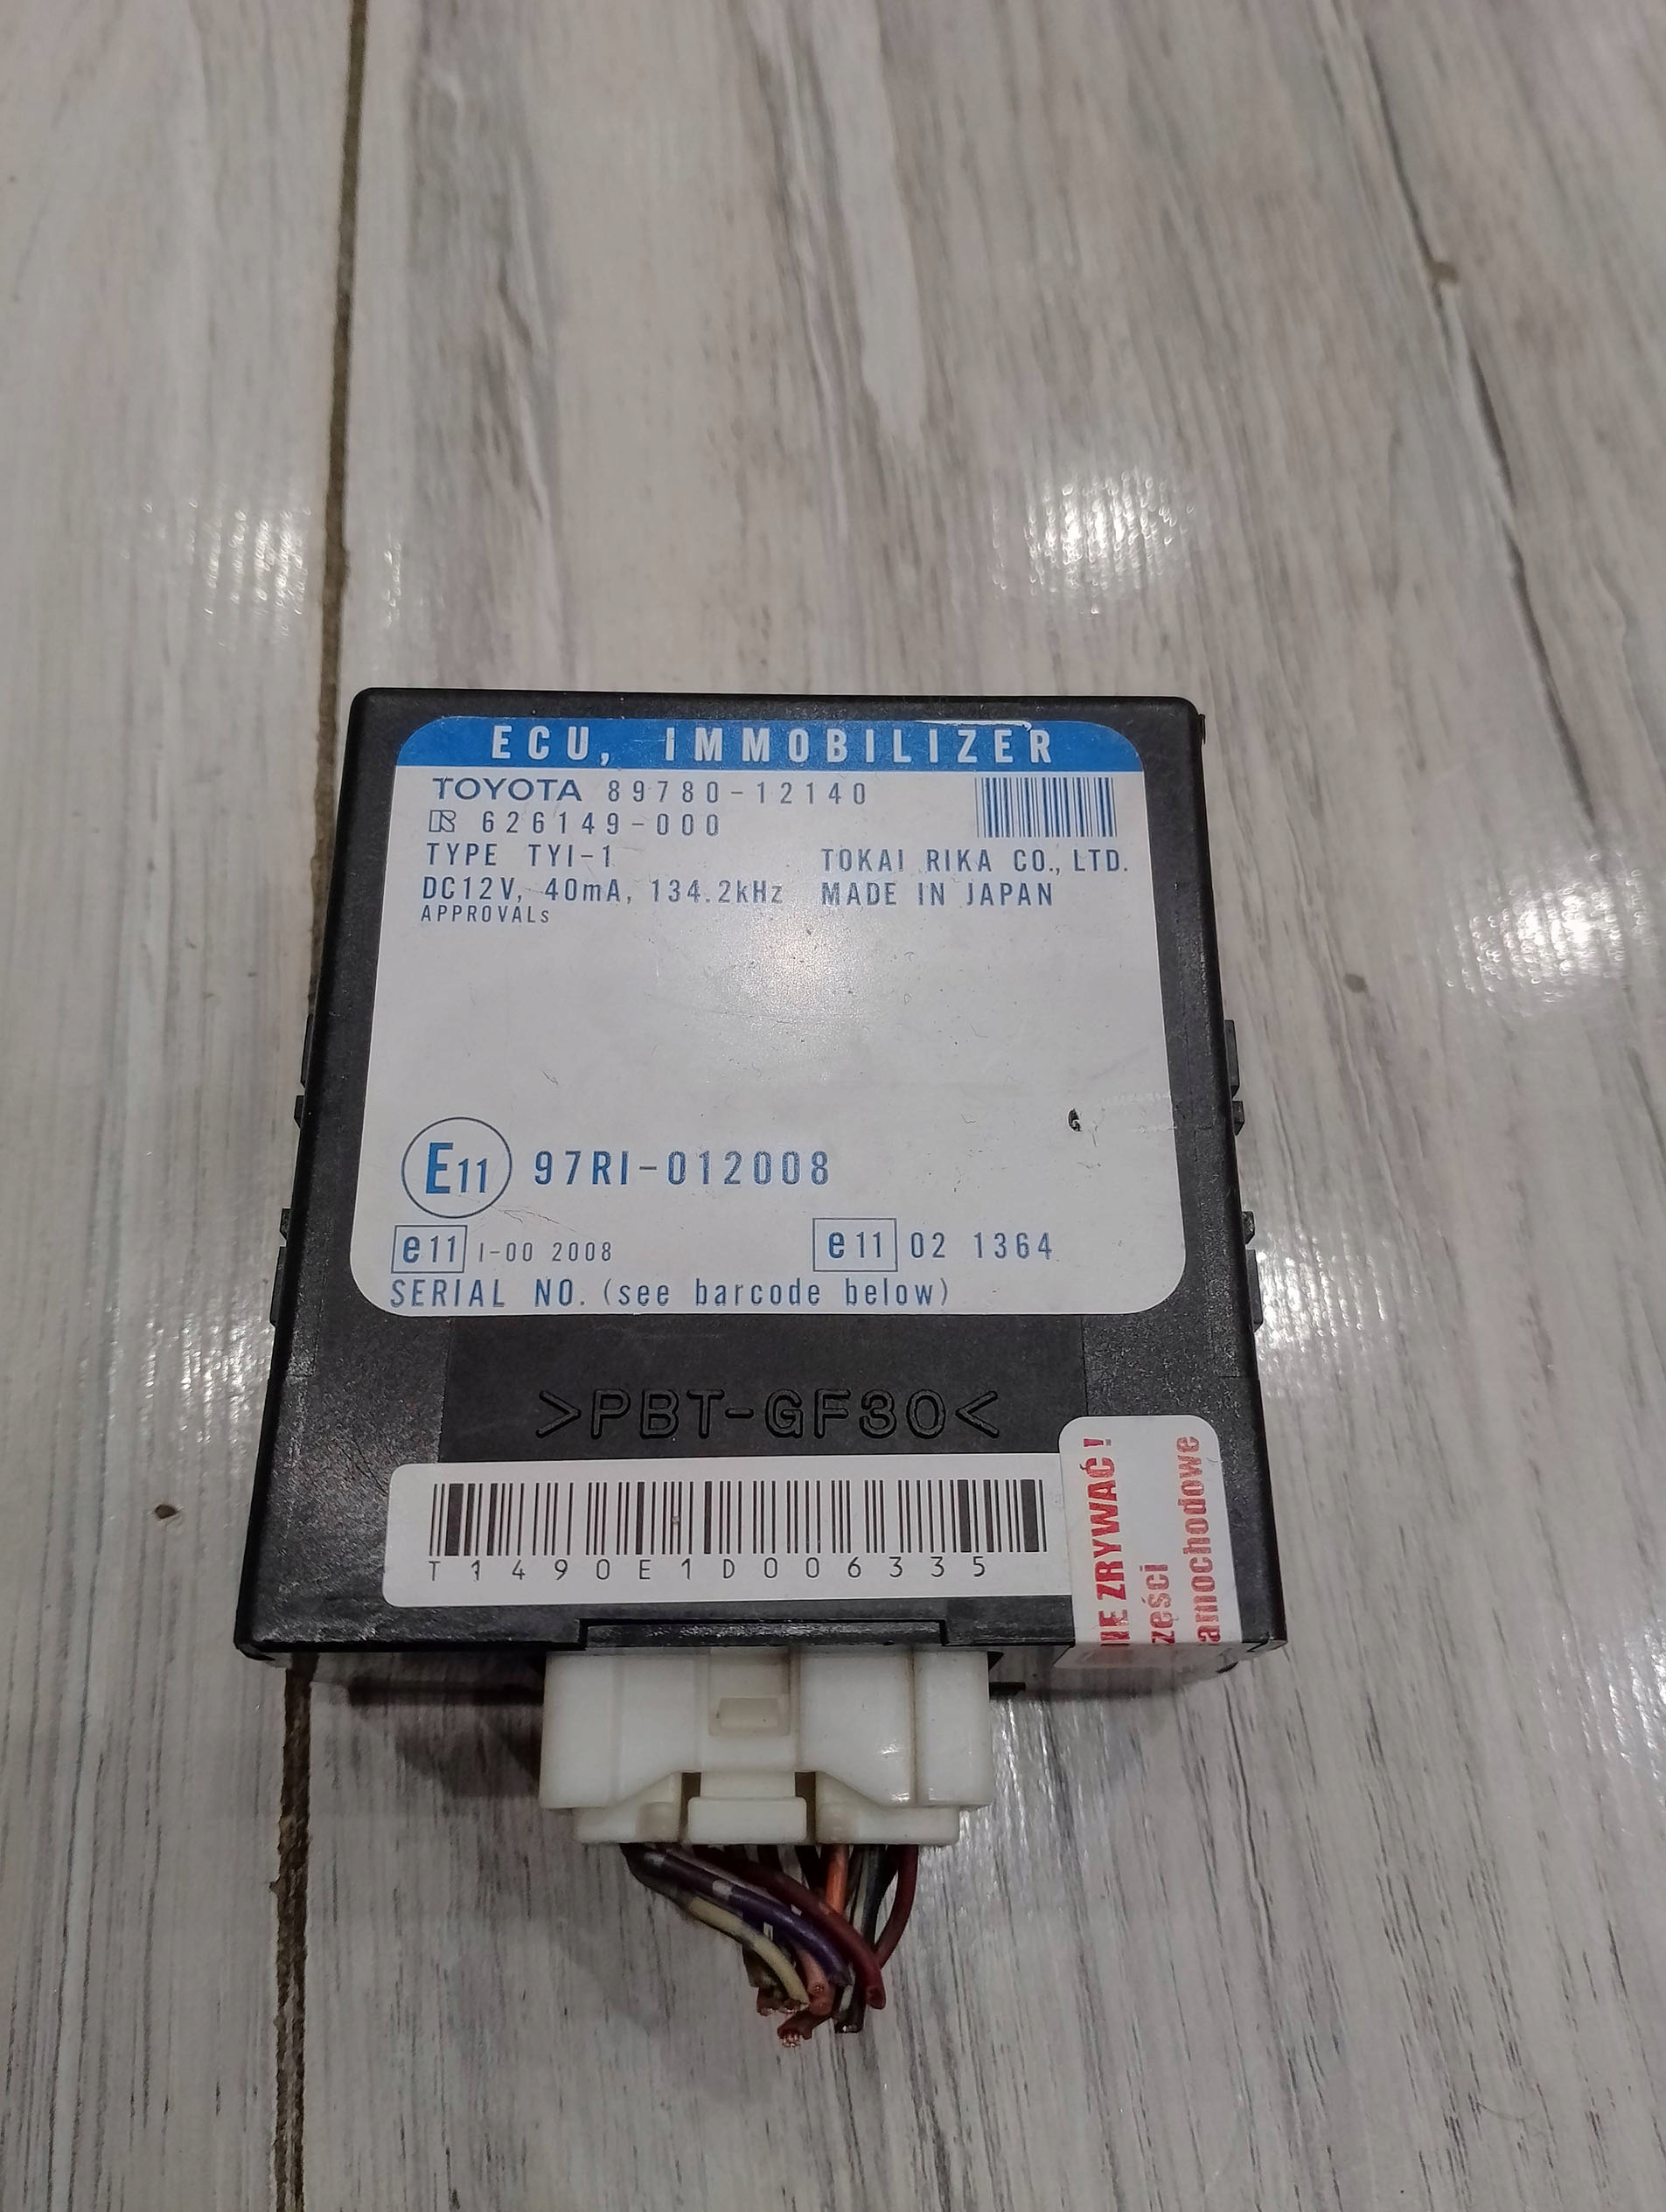 ECU, IMMOBILIZER
TOYOTA 89780-12140
626149-000
TYPE TYI-1
TOKAI RIKA CO., LTD.
DC12V, 40mA, 134.2kHz
MADE IN JAPAN
APPROVALs
E11 97RI-012008
e11 I-00 2008
e11 02 1364
SERIAL NO. (see barcode below)
>PBT-GF30<
T1490E1D006335
NIE ZRYWAĆ!
zęści
amochodowe